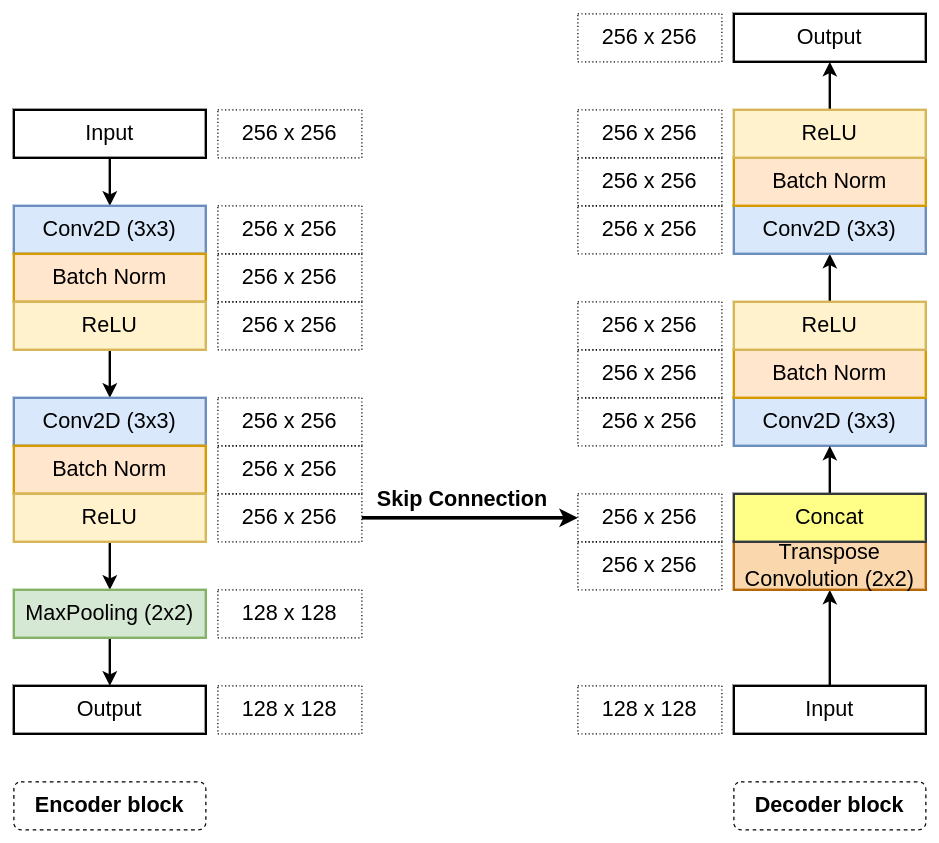 Input
256 x 256
Conv2D (3x3)
256 x 256
Batch Norm
256 x 256
ReLU
256 x 256
Conv2D (3x3)
256 x 256
Batch Norm
256 x 256
ReLU
256 x 256
MaxPooling (2x2)
128 x 128
Output
128 x 128
Encoder block
Skip Connection
256 x 256
Output
256 x 256
ReLU
256 x 256
Batch Norm
256 x 256
Conv2D (3x3)
256 x 256
ReLU
256 x 256
Batch Norm
256 x 256
Conv2D (3x3)
256 x 256
Concat
256 x 256
Transpose
Convolution (2x2)
128 x 128
Input
Decoder block